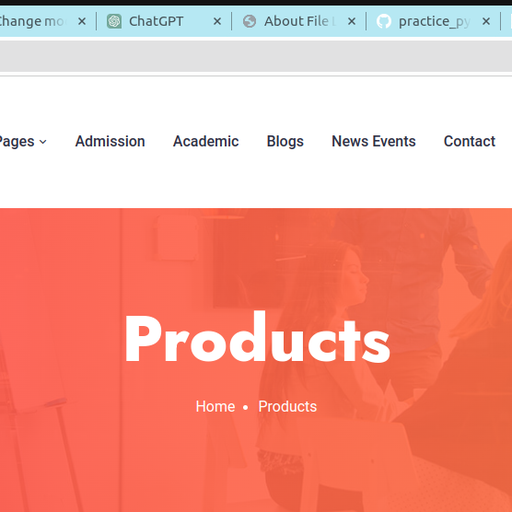 Change mo
ChatGPT
About File
practice_py
Pages
Admission
Academic
Blogs
News Events
Contact
Products
Home • Products